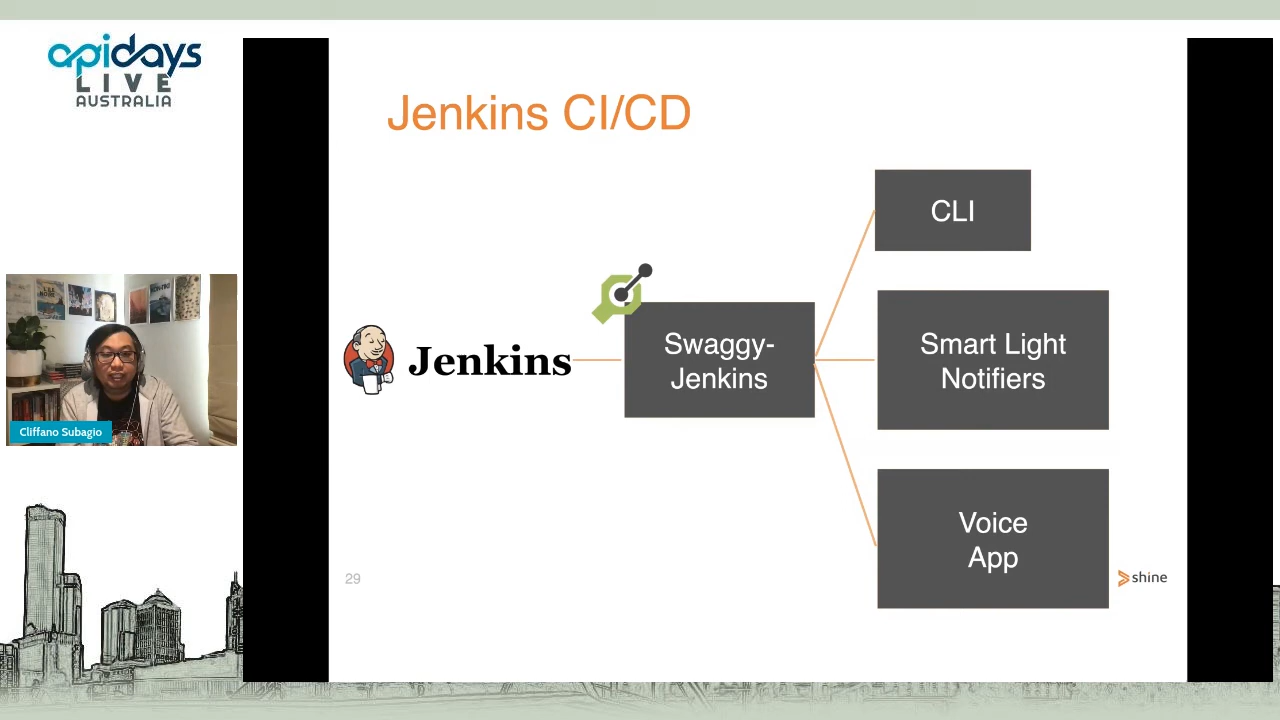 apidays
LIVE
AUSTRALIA
Jenkins CI/CD
CLI
Jenkins
Swaggy-
Jenkins
Smart Light
Notifiers
Voice
App
Cliffano Subagio
29
shine